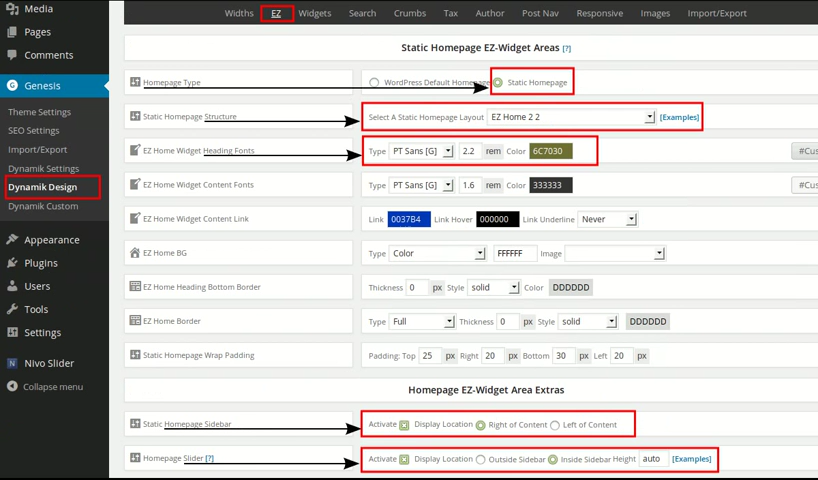 Media
Pages
Comments
Genesis
Theme Settings
SEO Settings
Import/Export
Dynamik Settings
Dynamik Design
Dynamik Custom
Appearance
PlugIns
Users
Tools
Settings
Nivo Slider
Collapse menu
Widths EZ Widgets Search Crumbs Tax Author Post Nav Responsive Images Import/Export
Static Homepage EZ-Widget Areas [?]
Homepage Type WordPress Default Homepage Static Homepage
Static Homepage Structure Select A Static Homepage Layout EZ Home 2 2 [Examples]
EZ Home Widget Heading Fonts Type PT Sans [G] 2.2 rem Color 6C7030 #Cus
EZ Home Widget Content Fonts Type PT Sans [G] 1.6 rem Color 333333 #Cus
EZ Home Widget Content Link Link 0037B4 Link Hover 000000 Link Underline Never
EZ Home BG Type Color FFFFFF Image
EZ Home Heading Bottom Border Thickness 0 px Style solid Color DDDDDD
EZ Home Border Type Full Thickness 0 px Style solid DDDDDD
Static Homepage Wrap Padding Padding: Top 25 px Right 20 px Bottom 30 px Left 20 px
Homepage EZ-Widget Area Extras
Static Homepage Sidebar Activate Display Location Right of Content Left of Content
Homepage Slider [?] Activate Display Location Outside Sidebar Inside Sidebar Height auto [Examples]